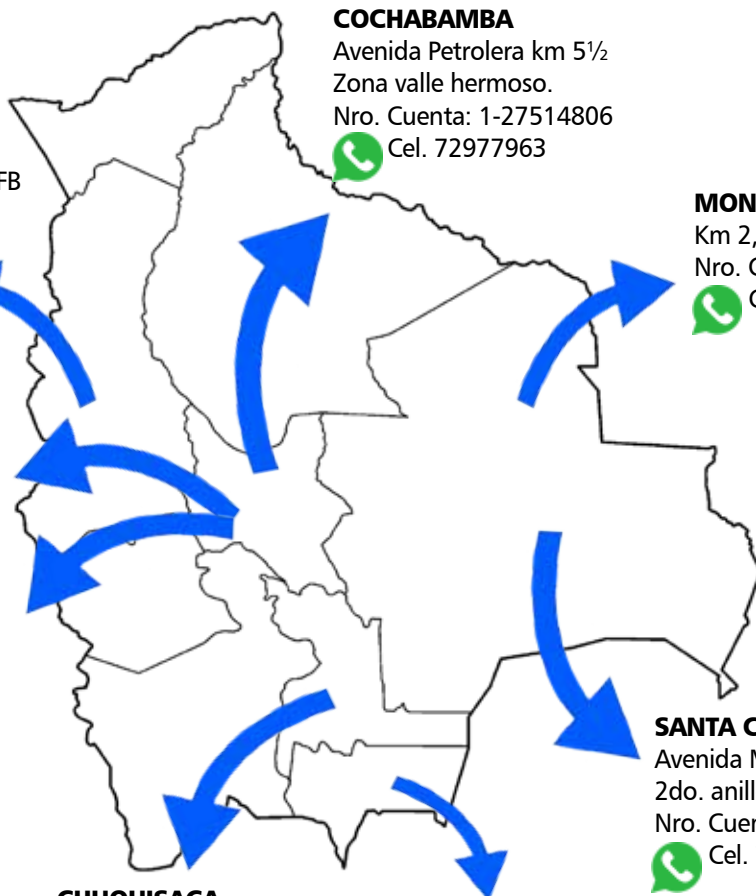 COCHABAMBA
Avenida Petrolera km 5½
Zona valle hermoso.
Nro. Cuenta: 1-27514806
Cel. 72977963
FB
MON
Km 2,
Nro. C
SANTA C
Avenida M
2do. anill
Nro. Cuen
Cel.
CHUQUISACA